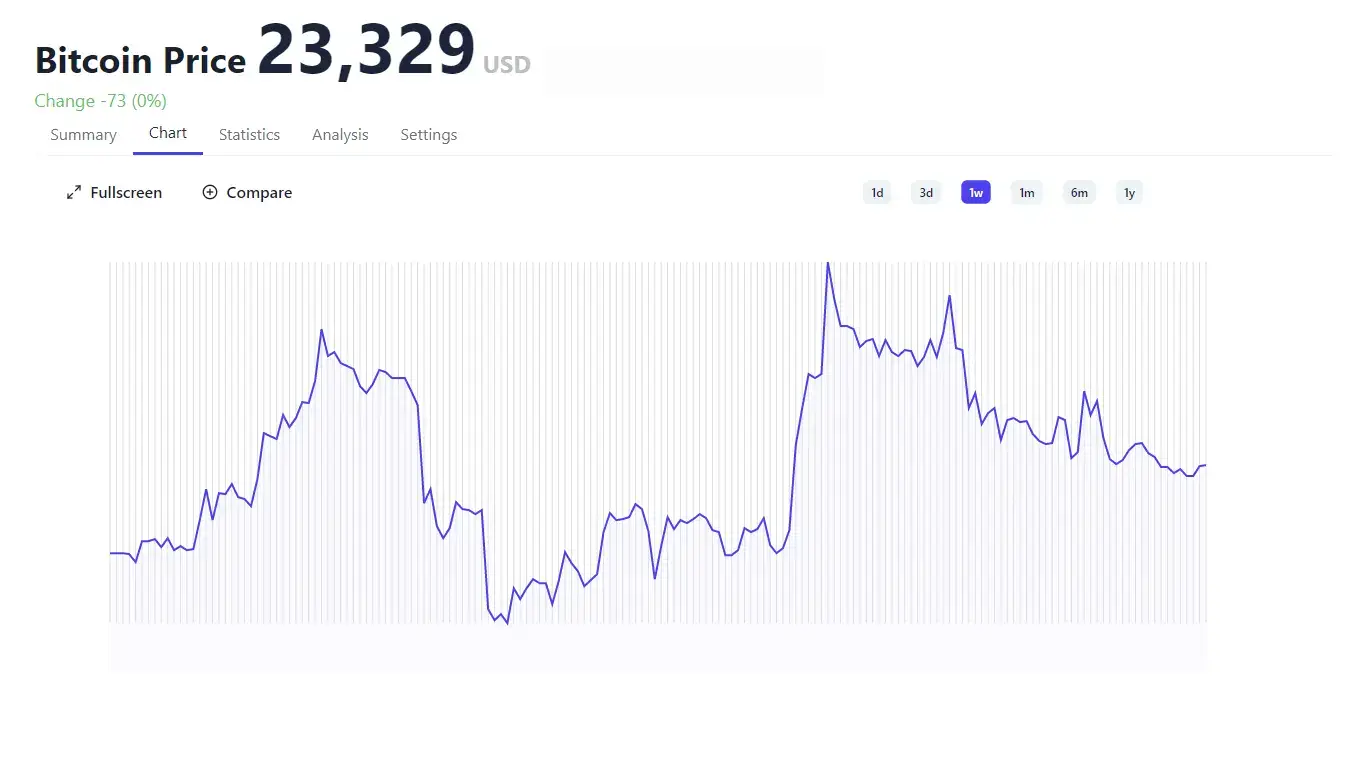 Bitcoin Price 23,329 USD
Change -73 (0%)
Summary Chart Statistics Analysis Settings
Fullscreen Compare 1d 3d 1w 1m 6m 1y